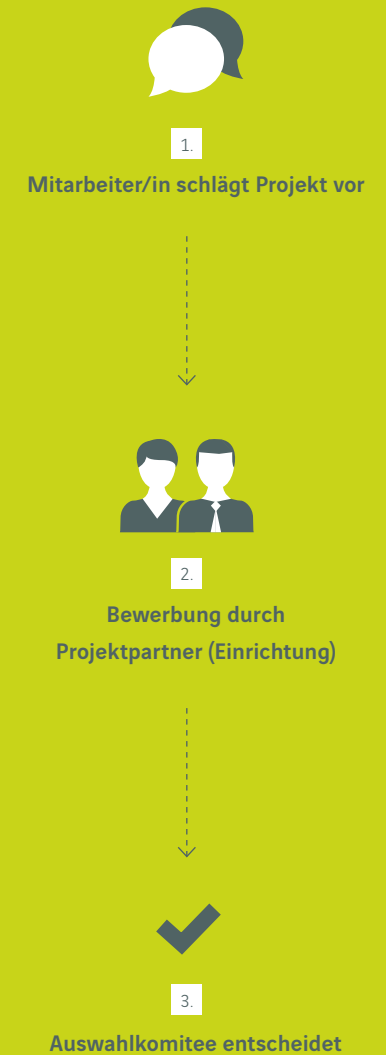 1.
Mitarbeiter/in schlägt Projekt vor
2.
Bewerbung durch
Projektpartner (Einrichtung)
3.
Auswahlkomitee entscheidet